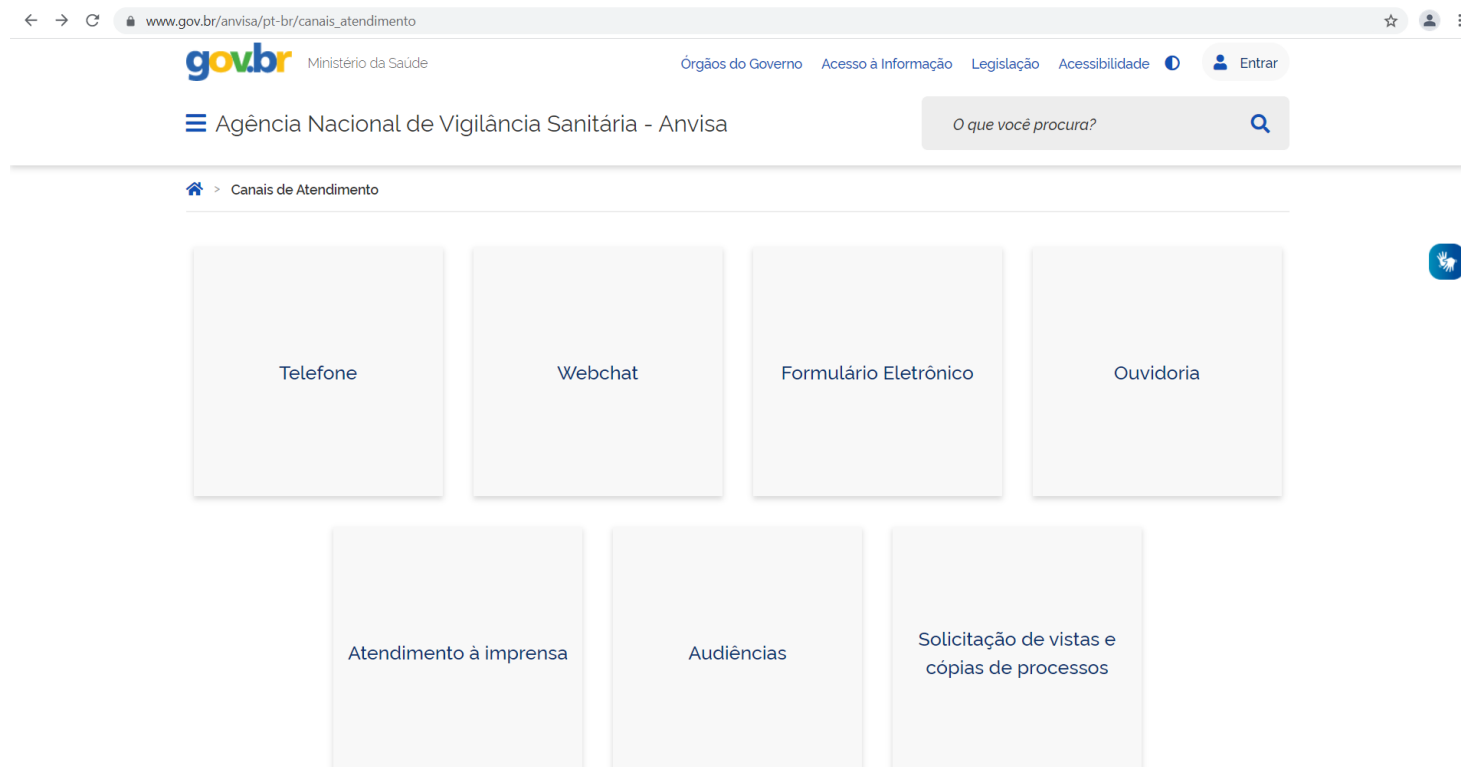 www.gov.br/anvisa/pt-br/canais_atendimento
gov.br Ministério da Saúde Órgãos do Governo Acesso à Informação Legislação Acessibilidade Entrar
Agência Nacional de Vigilância Sanitária - Anvisa O que você procura?
> Canais de Atendimento
Telefone Webchat Formulário Eletrônico Ouvidoria
Atendimento à imprensa Audiências Solicitação de vistas e
cópias de processos